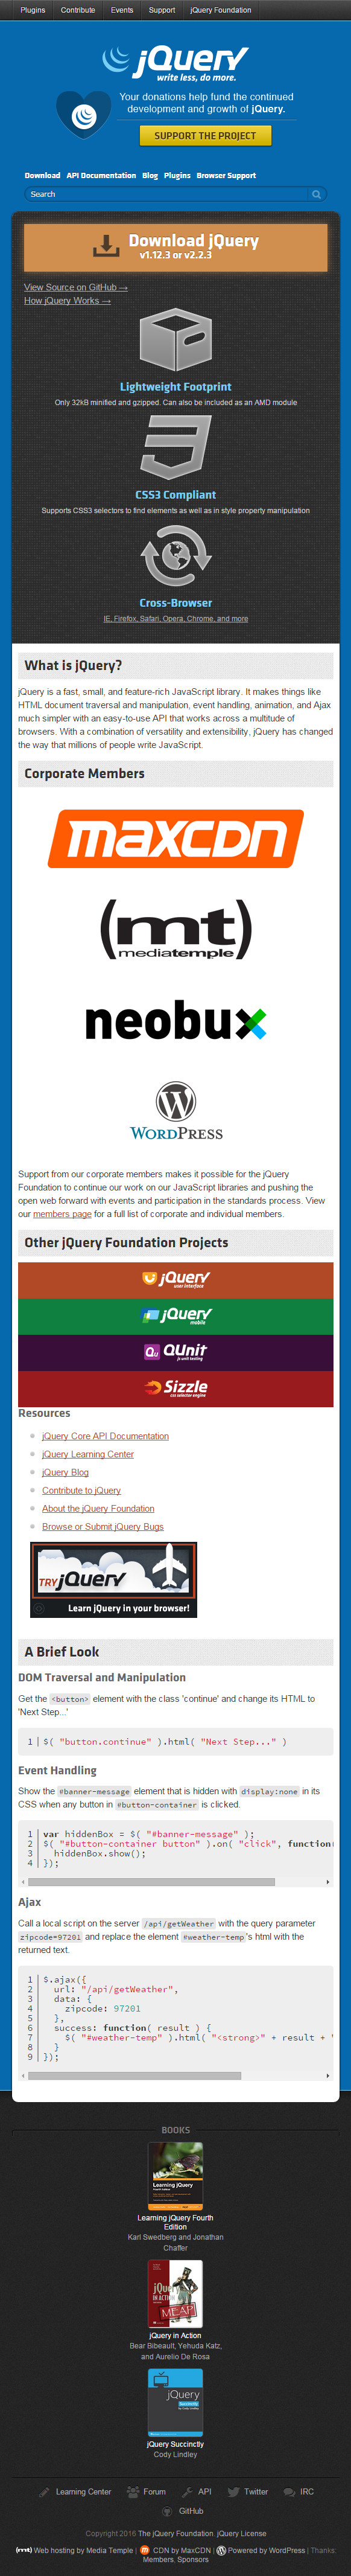 Plugins Contribute Events Support jQuery Foundation
jQuery
write less, do more.
Your donations help fund the continued
development and growth of jQuery.
SUPPORT THE PROJECT
Download API Documentation Blog Plugins Browser Support
Search
Download jQuery
v1.12.3 or v2.2.3
View Source on GitHub →
How jQuery Works →
Lightweight Footprint
Only 32kB minified and gzipped. Can also be included as an AMD module
CSS3 Compliant
Supports CSS3 selectors to find elements as well as in style property manipulation
Cross-Browser
IE, Firefox, Safari, Opera, Chrome, and more
What is jQuery?
jQuery is a fast, small, and feature-rich JavaScript library. It makes things like
HTML document traversal and manipulation, event handling, animation, and Ajax
much simpler with an easy-to-use API that works across a multitude of
browsers. With a combination of versatility and extensibility, jQuery has changed
the way that millions of people write JavaScript.
Corporate Members
maxcdn
(mt)
mediatemple
neobux
WORDPRESS
Support from our corporate members makes it possible for the jQuery
Foundation to continue our work on our JavaScript libraries and pushing the
open web forward with events and participation in the standards process. View
our members page for a full list of corporate and individual members.
Other jQuery Foundation Projects
jQuery
user interface
jQuery
mobile
Qu QUnit
js unit testing
Sizzle
css selector engine
Resources
jQuery Core API Documentation
jQuery Learning Center
jQuery Blog
Contribute to jQuery
About the jQuery Foundation
Browse or Submit jQuery Bugs
TRY jQuery
Learn jQuery in your browser!
A Brief Look
DOM Traversal and Manipulation
Get the <button> element with the class 'continue' and change its HTML to
'Next Step...'
1 $( "button.continue" ).html( "Next Step..." )
Event Handling
Show the #banner-message element that is hidden with display:none in its
CSS when any button in #button-container is clicked.
1 var hiddenBox = $( "#banner-message" );
2 $( "#button-container button" ).on( "click", function(
3 hiddenBox.show();
4 });
Ajax
Call a local script on the server /api/getWeather with the query parameter
zipcode=97201 and replace the element #weather-temp's html with the
returned text.
1 $.ajax({
2 url: "/api/getWeather",
3 data: {
4 zipcode: 97201
5 },
6 success: function( result ) {
7 $( "#weather-temp" ).html( "<strong>" + result + "
8 }
9 });
BOOKS
Learning jQuery
Learning jQuery Fourth
Edition
Karl Swedberg and Jonathan
Chaffer
jQuery
IN ACTION
MEAP
jQuery in Action
Bear Bibeault, Yehuda Katz,
and Aurelio De Rosa
jQuery
Succinctly
jQuery Succinctly
Cody Lindley
Learning Center Forum API Twitter IRC
GitHub
Copyright 2016 The jQuery Foundation. jQuery License
(mt) Web hosting by Media Temple | CDN by MaxCDN | Powered by WordPress | Thanks:
Members, Sponsors